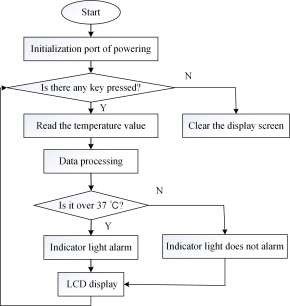 Start
Initialization port of powering
Is there any key pressed?
N
Y
Read the temperature value
Clear the display screen
Data processing
Is it over 37 ℃?
N
Y
Indicator light alarm
Indicator light does not alarm
LCD display